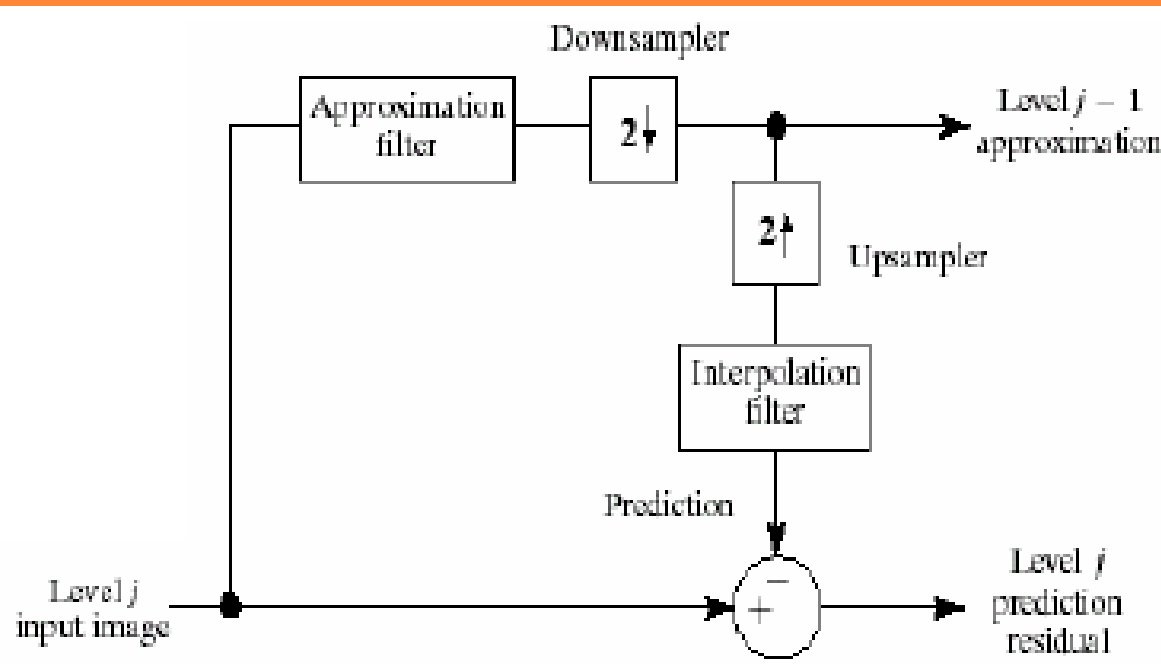 Downsampler
Approximation
filter
2↓
Level j − 1
approximation
2↑
Upsampler
Interpolation
filter
Prediction
Level j
input image
+
−
Level j
prediction
residual